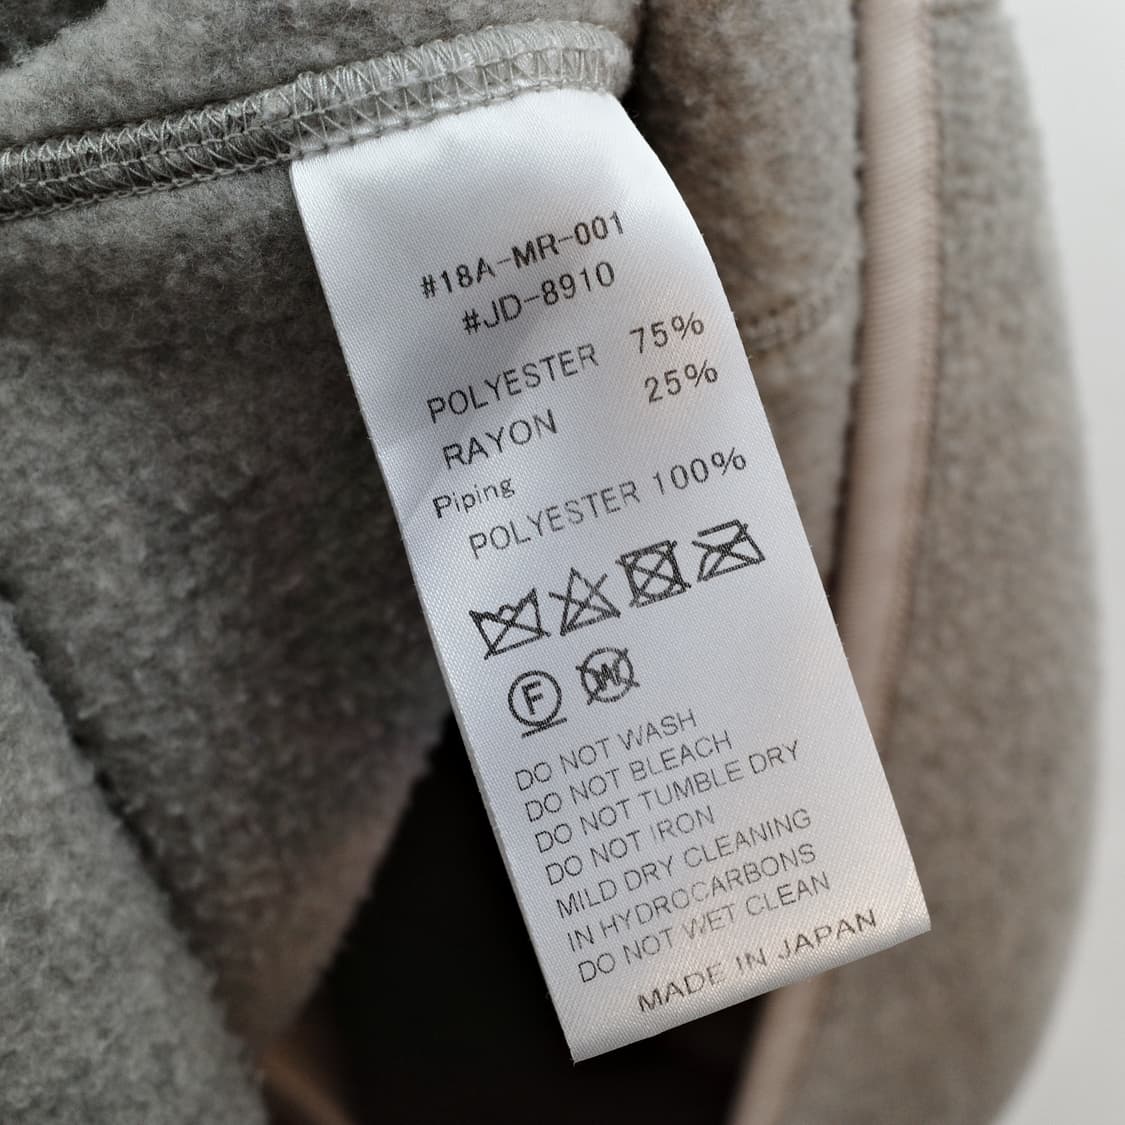 #18A-MR-001
#JD-8910
POLYESTER 75%
RAYON 25%
Piping
POLYESTER 100%
F W
DO NOT WASH
DO NOT BLEACH
DO NOT TUMBLE DRY
DO NOT IRON
MILD DRY CLEANING
IN HYDROCARBONS
DO NOT WET CLEAN
MADE IN JAPAN